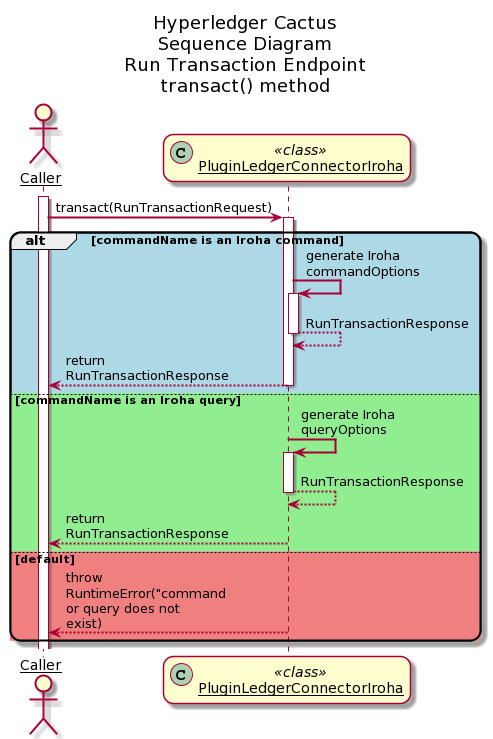 Hyperledger Cactus
Sequence Diagram
Run Transaction Endpoint
transact() method
Caller
C
«class»
PluginLedgerConnectorIroha
transact(RunTransactionRequest)
alt
[commandName is an Iroha command]
generate Iroha
commandOptions
RunTransactionResponse
return
RunTransactionResponse
[commandName is an Iroha query]
generate Iroha
queryOptions
RunTransactionResponse
return
RunTransactionResponse
[default]
throw
RuntimeError("command
or query does not
exist)
Caller
C
«class»
PluginLedgerConnectorIroha